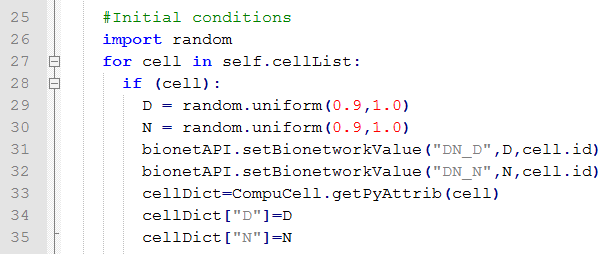 25 #Initial conditions
26 import random
27 for cell in self.cellList:
28 if (cell):
29 D = random.uniform(0.9,1.0)
30 N = random.uniform(0.9,1.0)
31 bionetAPI.setBionetworkValue("DN_D",D,cell.id)
32 bionetAPI.setBionetworkValue("DN_N",N,cell.id)
33 cellDict=CompuCell.getPyAttrib(cell)
34 cellDict["D"]=D
35 cellDict["N"]=N